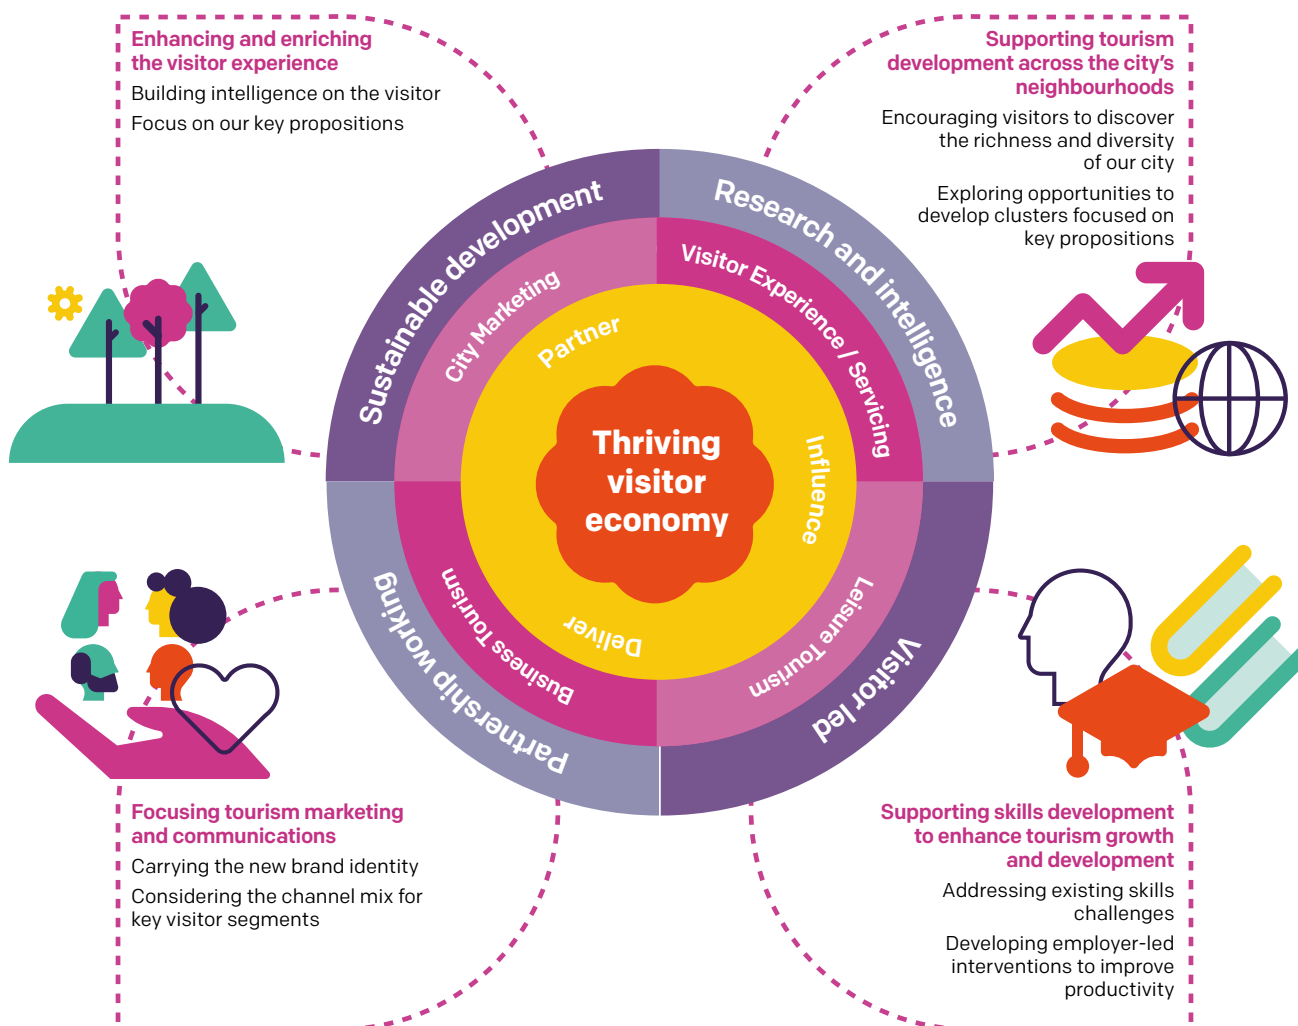 Enhancing and enriching
the visitor experience
Building intelligence on the visitor
Focus on our key propositions
Supporting tourism
development across the city’s
neighbourhoods
Encouraging visitors to discover
the richness and diversity
of our city
Exploring opportunities to
develop clusters focused on
key propositions
Sustainable development
Research and intelligence
City Marketing
Visitor Experience / Servicing
Partner
Influence
Thriving
visitor
economy
Deliver
Business Tourism
Leisure Tourism
Partnership working
Visitor led
Focusing tourism marketing
and communications
Carrying the new brand identity
Considering the channel mix for
key visitor segments
Supporting skills development
to enhance tourism growth
and development
Addressing existing skills
challenges
Developing employer-led
interventions to improve
productivity